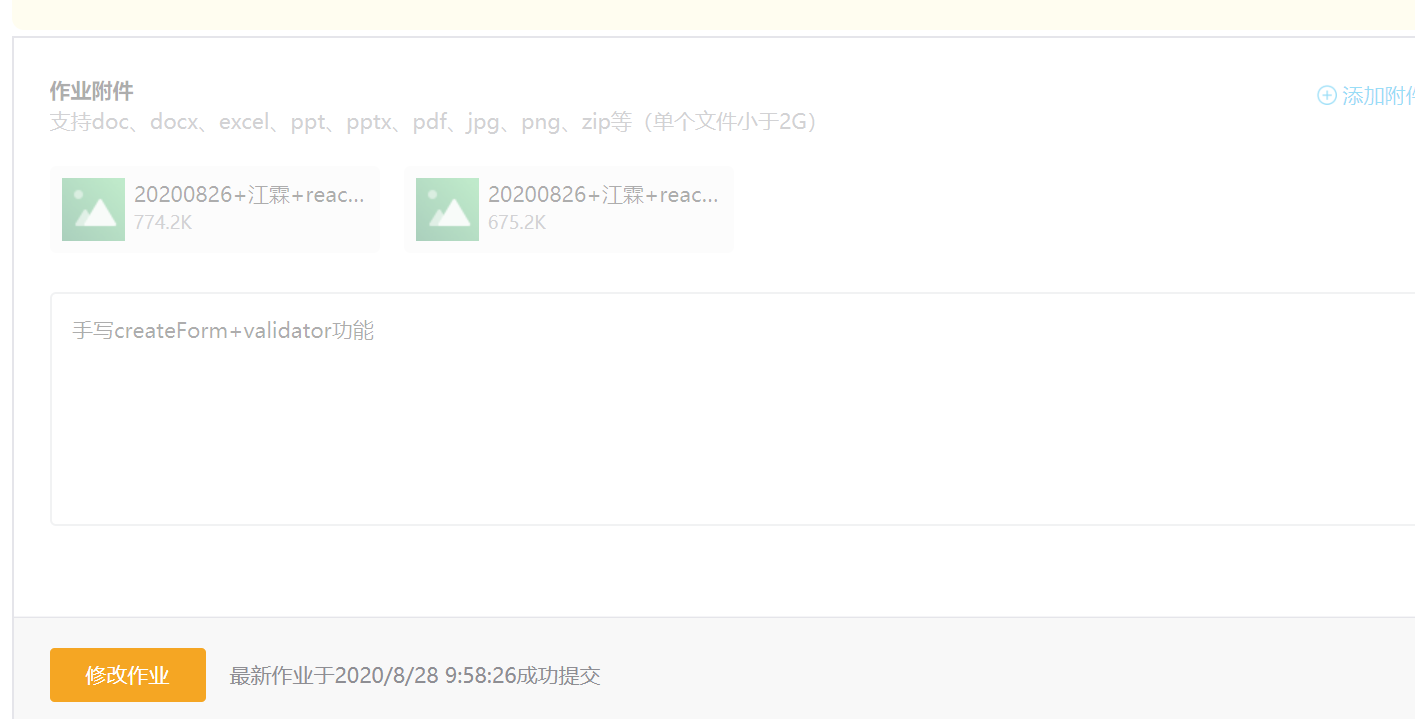 作业附件
添加附件
支持doc、docx、excel、ppt、pptx、pdf、jpg、png、zip等（单个文件小于2G）
20200826+江霖+reac...
20200826+江霖+reac...
774.2K
675.2K
手写createForm+validator功能
修改作业
最新作业于2020/8/28 9:58:26成功提交